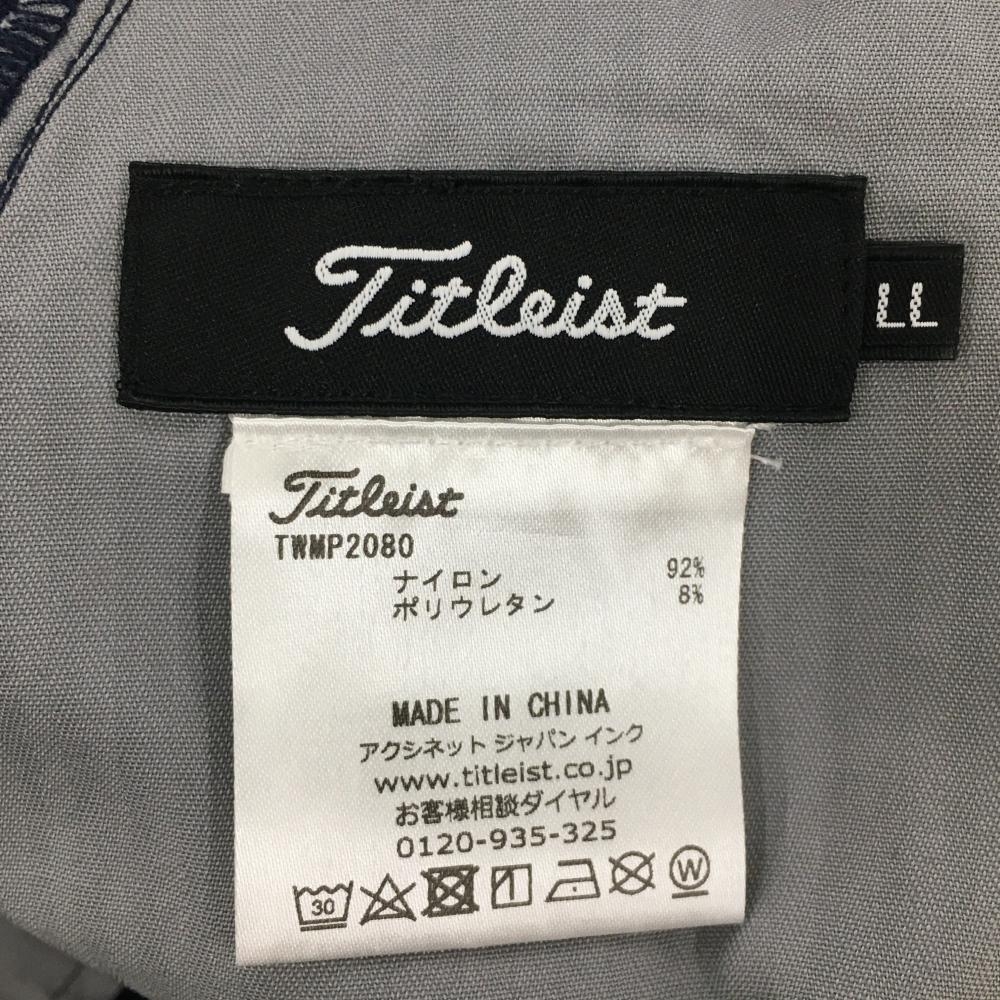 Titleist
LL
Titleist
TWMP2080
ナイロン 92%
ポリウレタン 8%
MADE IN CHINA
アクシネット ジャパン インク
www.titleist.co.jp
お客様相談ダイヤル
0120-935-325
30
W